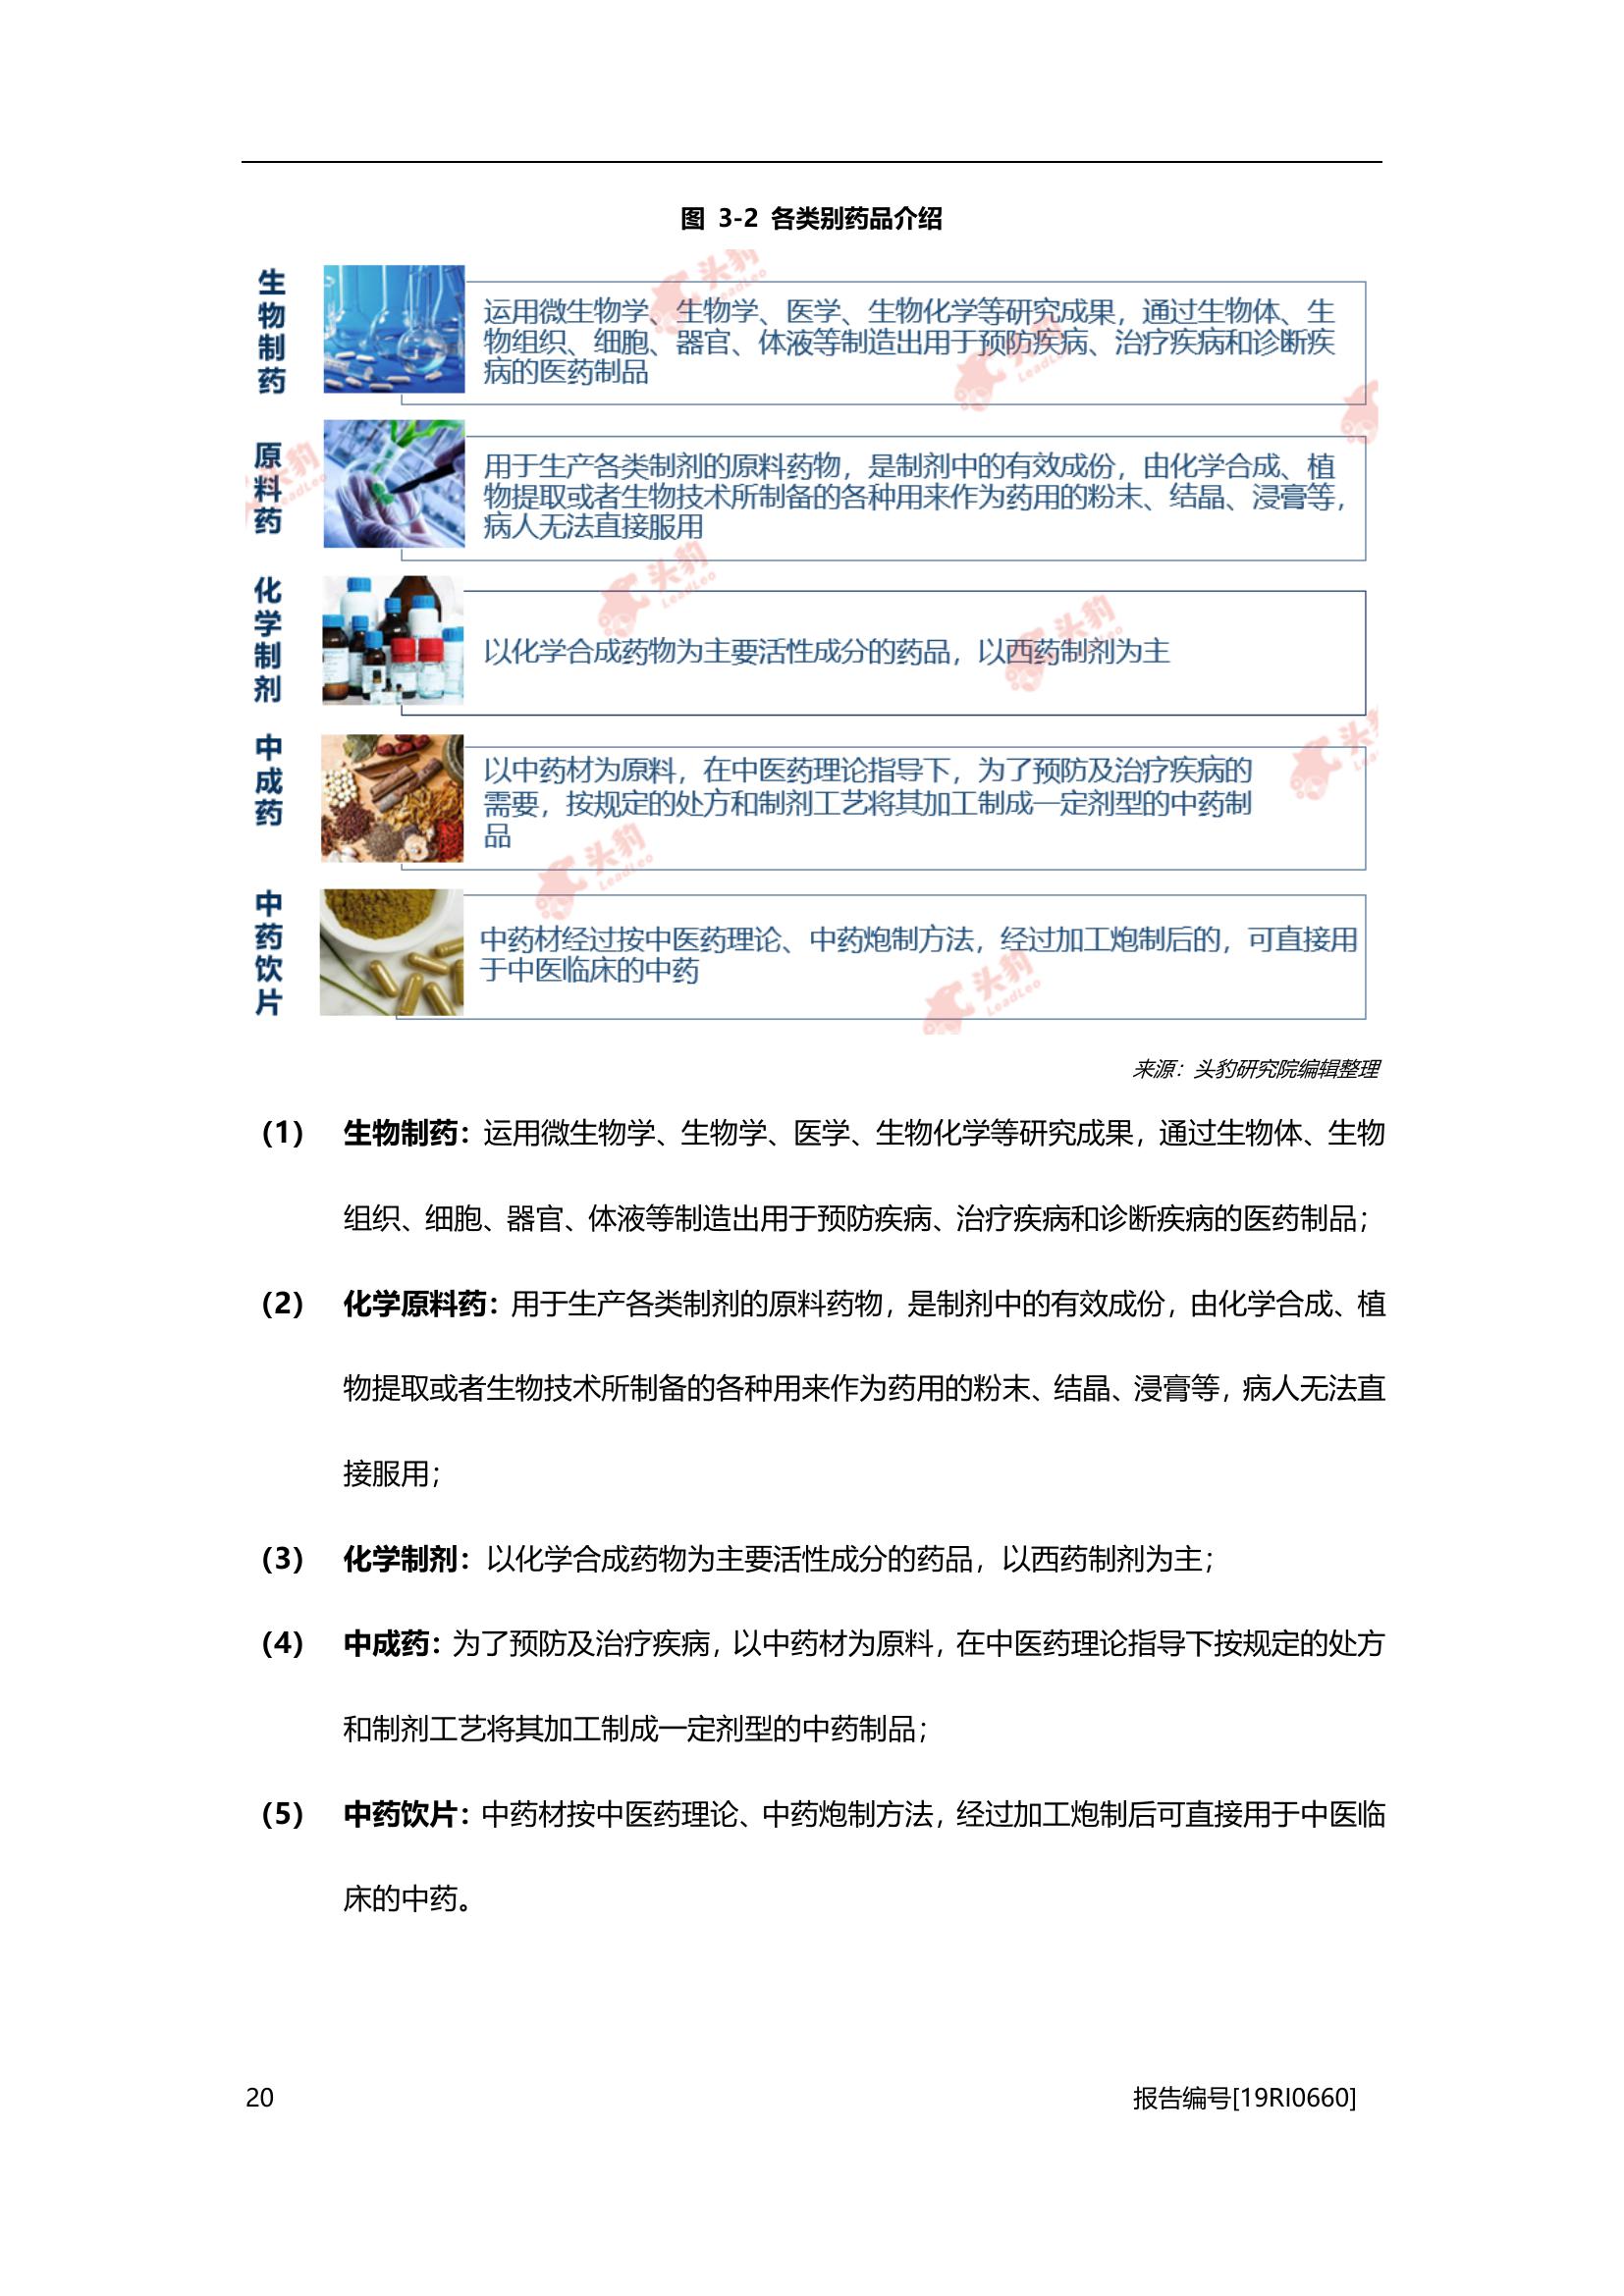 图 3-2 各类别药品介绍
生物制药
运用微生物学、生物学、医学、生物化学等研究成果，通过生物体、生
物组织、细胞、器官、体液等制造出用于预防疾病、治疗疾病和诊断疾
病的医药制品
原料药
用于生产各类制剂的原料药物，是制剂中的有效成份，由化学合成、植
物提取或者生物技术所制备的各种用来作为药用的粉末、结晶、浸膏等，
病人无法直接服用
化学制剂
以化学合成药物为主要活性成分的药品，以西药制剂为主
中成药
以中药材为原料，在中医药理论指导下，为了预防及治疗疾病的
需要，按规定的处方和制剂工艺将其加工制成一定剂型的中药制
品
中药饮片
中药材经过按中医药理论、中药炮制方法，经过加工炮制后的，可直接用
于中医临床的中药
头豹
LeadLeo
来源：头豹研究院编辑整理
（1） 生物制药：运用微生物学、生物学、医学、生物化学等研究成果，通过生物体、生物
组织、细胞、器官、体液等制造出用于预防疾病、治疗疾病和诊断疾病的医药制品；
（2） 化学原料药：用于生产各类制剂的原料药物，是制剂中的有效成份，由化学合成、植
物提取或者生物技术所制备的各种用来作为药用的粉末、结晶、浸膏等，病人无法直
接服用；
（3） 化学制剂：以化学合成药物为主要活性成分的药品，以西药制剂为主；
（4） 中成药：为了预防及治疗疾病，以中药材为原料，在中医药理论指导下按规定的处方
和制剂工艺将其加工制成一定剂型的中药制品；
（5） 中药饮片：中药材按中医药理论、中药炮制方法，经过加工炮制后可直接用于中医临
床的中药。
20 报告编号[19RI0660]